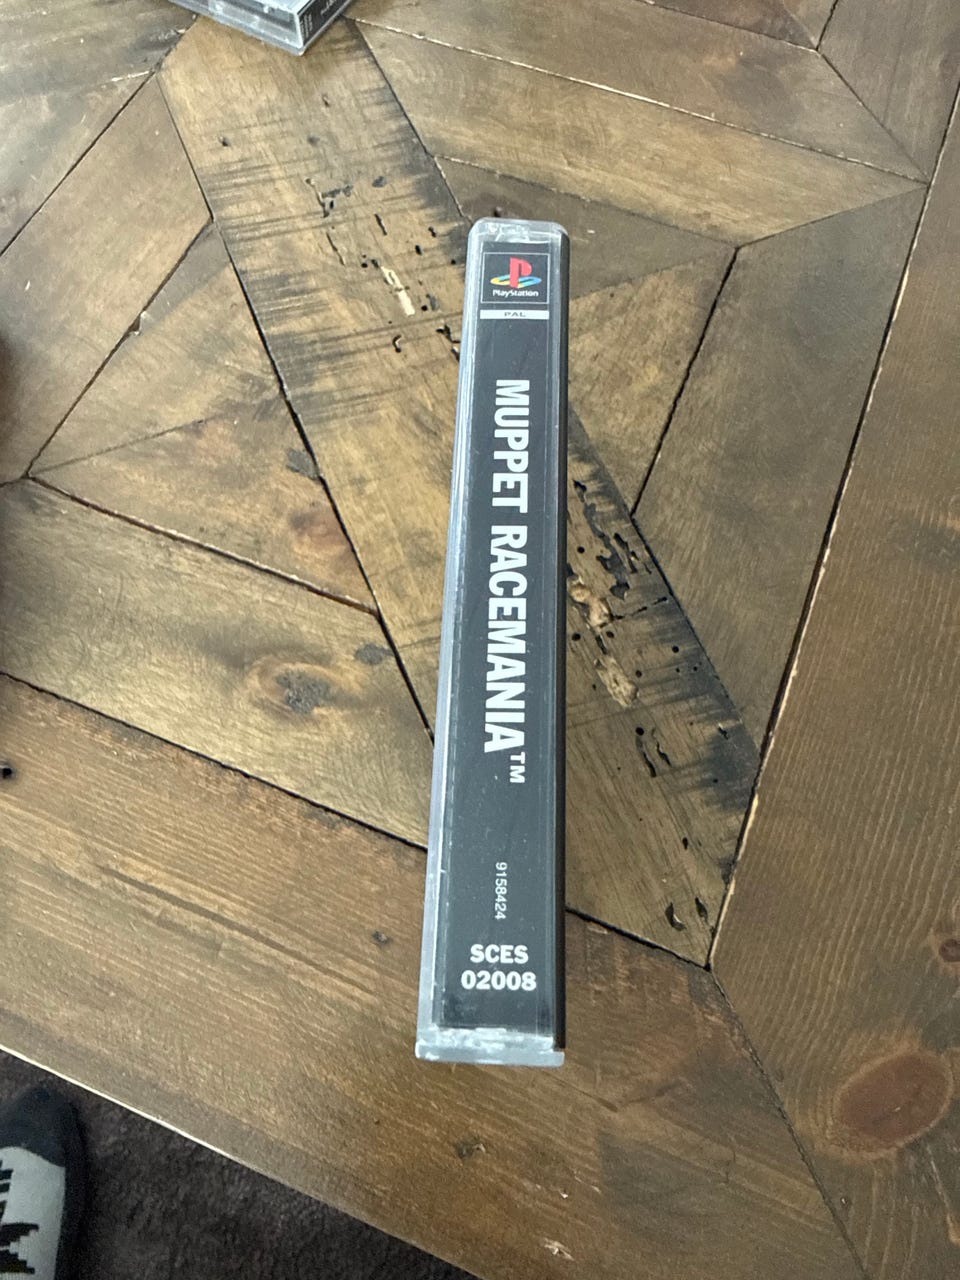 PlayStation
PAL
MUPPET RACEMANIA™
9158424
SCES
02008